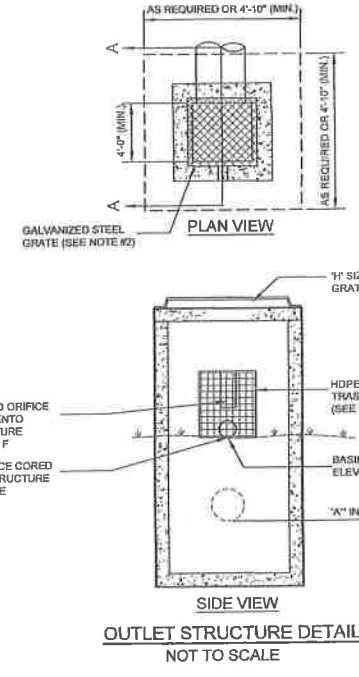 AS REQUIRED OR 4'-10" (MIN.)
A
4'-0" (MIN.)
AS REQUIRED OR 4'-10" (MIN.)
A
GALVANIZED STEEL
GRATE (SEE NOTE #2)
PLAN VIEW
'H' SIZ
GRAT
HDPE
TRAS
(SEE
D ORIFICE
NTO
TURE
F
CE CORED
RUCTURE
E
BASIN
ELEV
"A" IN
SIDE VIEW
OUTLET STRUCTURE DETAIL
NOT TO SCALE